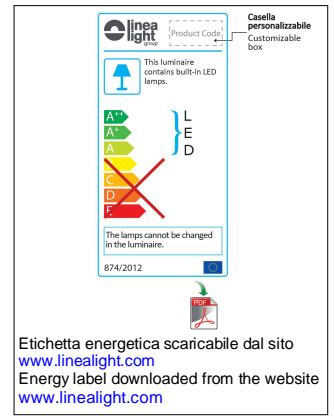 linea
light
group
Product Code
Casella
personalizzabile
Customizable
box
This luminaire
contains built-in LED
lamps.
A++
A+
A
L
E
D
C
D
E
The lamps cannot be changed
in the luminaire.
874/2012
PDF
Etichetta energetica scaricabile dal sito
www.linealight.com
Energy label downloaded from the website
www.linealight.com